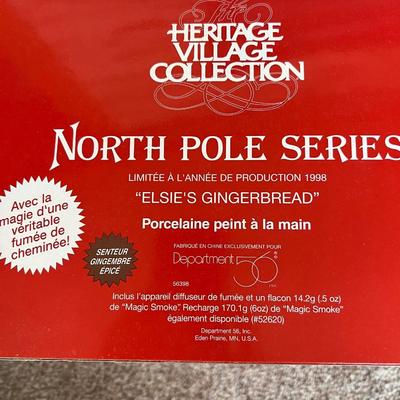 The
HERITAGE
VILLAGE
COLLECTION
NORTH POLE SERIES
LIMITÉE À L'ANNÉE DE PRODUCTION 1998
"ELSIE'S GINGERBREAD"
Porcelaine peint à la main
Avec la
magie d'une
véritable
fumée de
cheminée!
SENTEUR
GINGEMBRE
ÉPICÉ
FABRIQUÉ EN CHINE EXCLUSIVEMENT POUR
Department 56® INC.
56398
Inclus l'appareil diffuseur de fumée et un flacon 14.2g (.5 oz)
de "Magic Smoke". Recharge 170.1g (6oz) de "Magic Smoke"
également disponible (#52620)
Department 56, Inc.
Eden Prairie, MN, U.S.A.